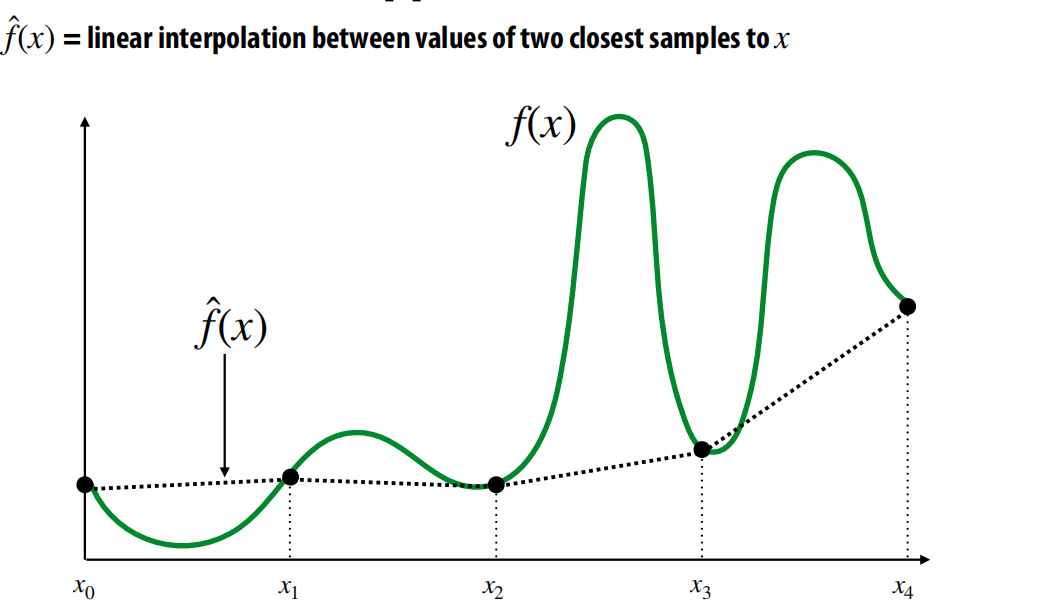 f̂(x) = linear interpolation between values of two closest samples to x
f(x)
f̂(x)
x₀ x₁ x₂ x₃ x₄